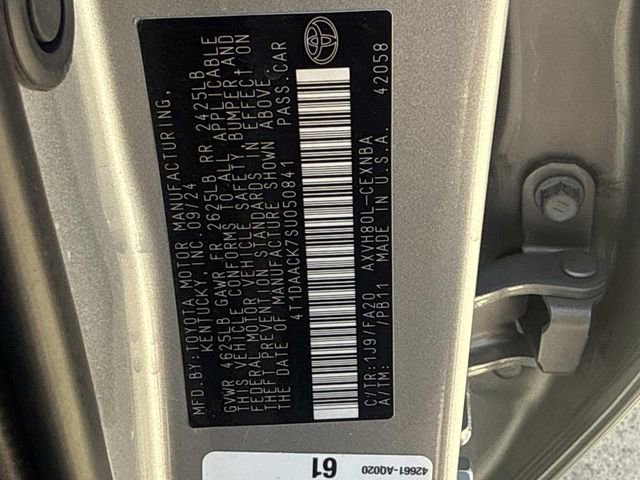 MFD.BY:TOYOTA MOTOR MANUFACTURING,
KENTUCKY, INC. 09/24
GVWR 4625LB GAWR FR 2625LB RR 2425LB
THIS VEHICLE CONFORMS TO ALL APPLICABLE
FEDERAL MOTOR VEHICLE SAFETY BUMPER AND
THEFT PREVENTION STANDARDS IN EFFECT ON
THE DATE OF MANUFACTURE SHOWN ABOVE.
4T1DAACK7SU050841 PASS.CAR
C/TR:1J9/FA20 AXVH80L-CEXNBA
A/TM: /PB11 MADE IN U.S.A. 42058
61
42661-AQ020